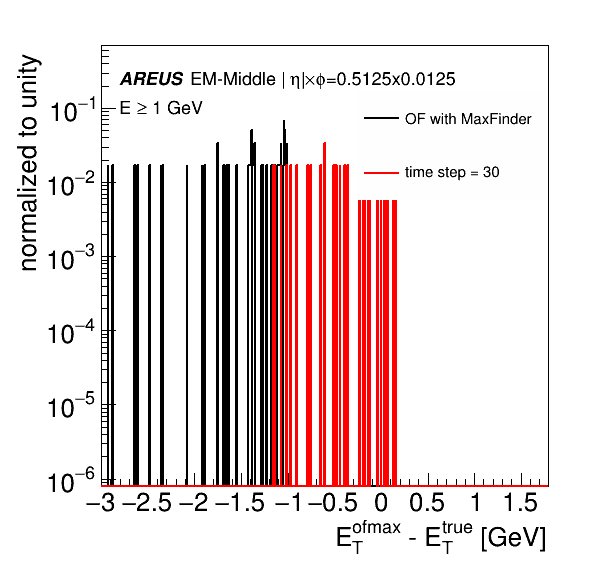 AREUS EM-Middle | η|×ϕ=0.5125x0.0125
E ≥ 1 GeV
OF with MaxFinder
time step = 30
normalized to unity
10⁻¹
10⁻²
10⁻³
10⁻⁴
10⁻⁵
10⁻⁶
−3 −2.5 −2 −1.5 −1 −0.5 0 0.5 1 1.5
E_T^ofmax - E_T^true [GeV]